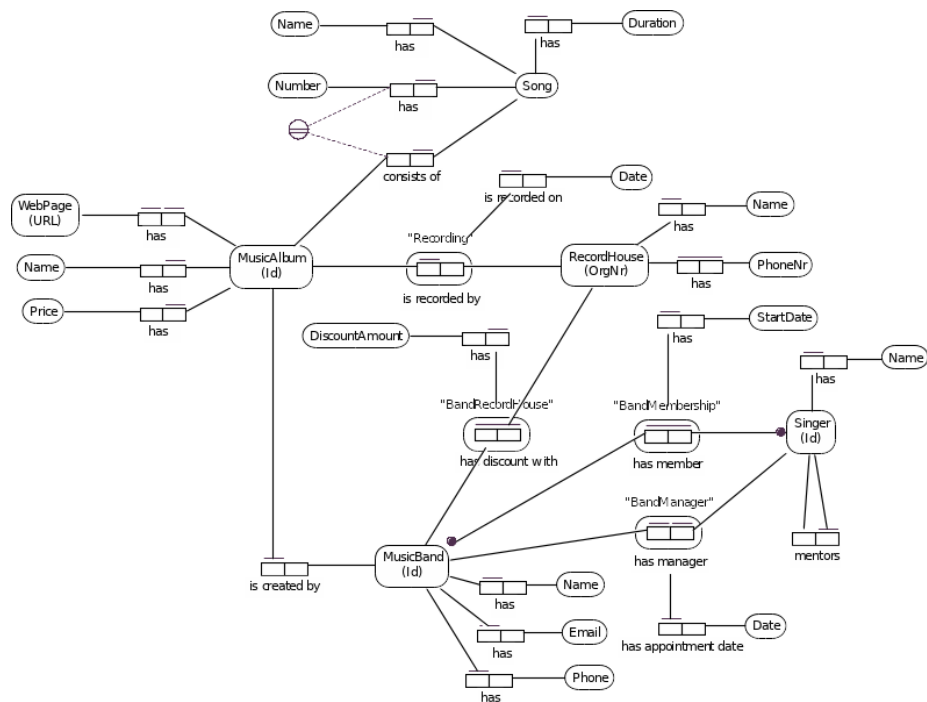 Name
has
Duration
has
Number
has
Song
consists of
Date
is recorded on
WebPage
(URL)
has
Name
has
"Recording"
RecordHouse
(OrgNr)
Name
has
MusicAlbum
(Id)
PhoneNr
has
is recorded by
Price
has
DiscountAmount
has
StartDate
has
Name
has
"BandRecordHouse"
has discount with
"BandMembership"
has member
Singer
(Id)
"BandManager"
has manager
mentors
is created by
MusicBand
(Id)
Name
has
Email
has
Date
has appointment date
Phone
has